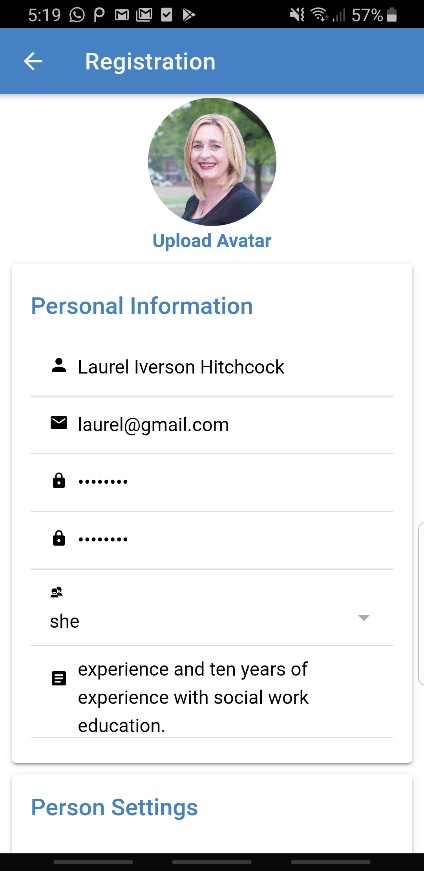 5:19 57%
Registration
Upload Avatar
Personal Information
Laurel Iverson Hitchcock
laurel@gmail.com
••••••••
••••••••
she
experience and ten years of
experience with social work
education.
Person Settings